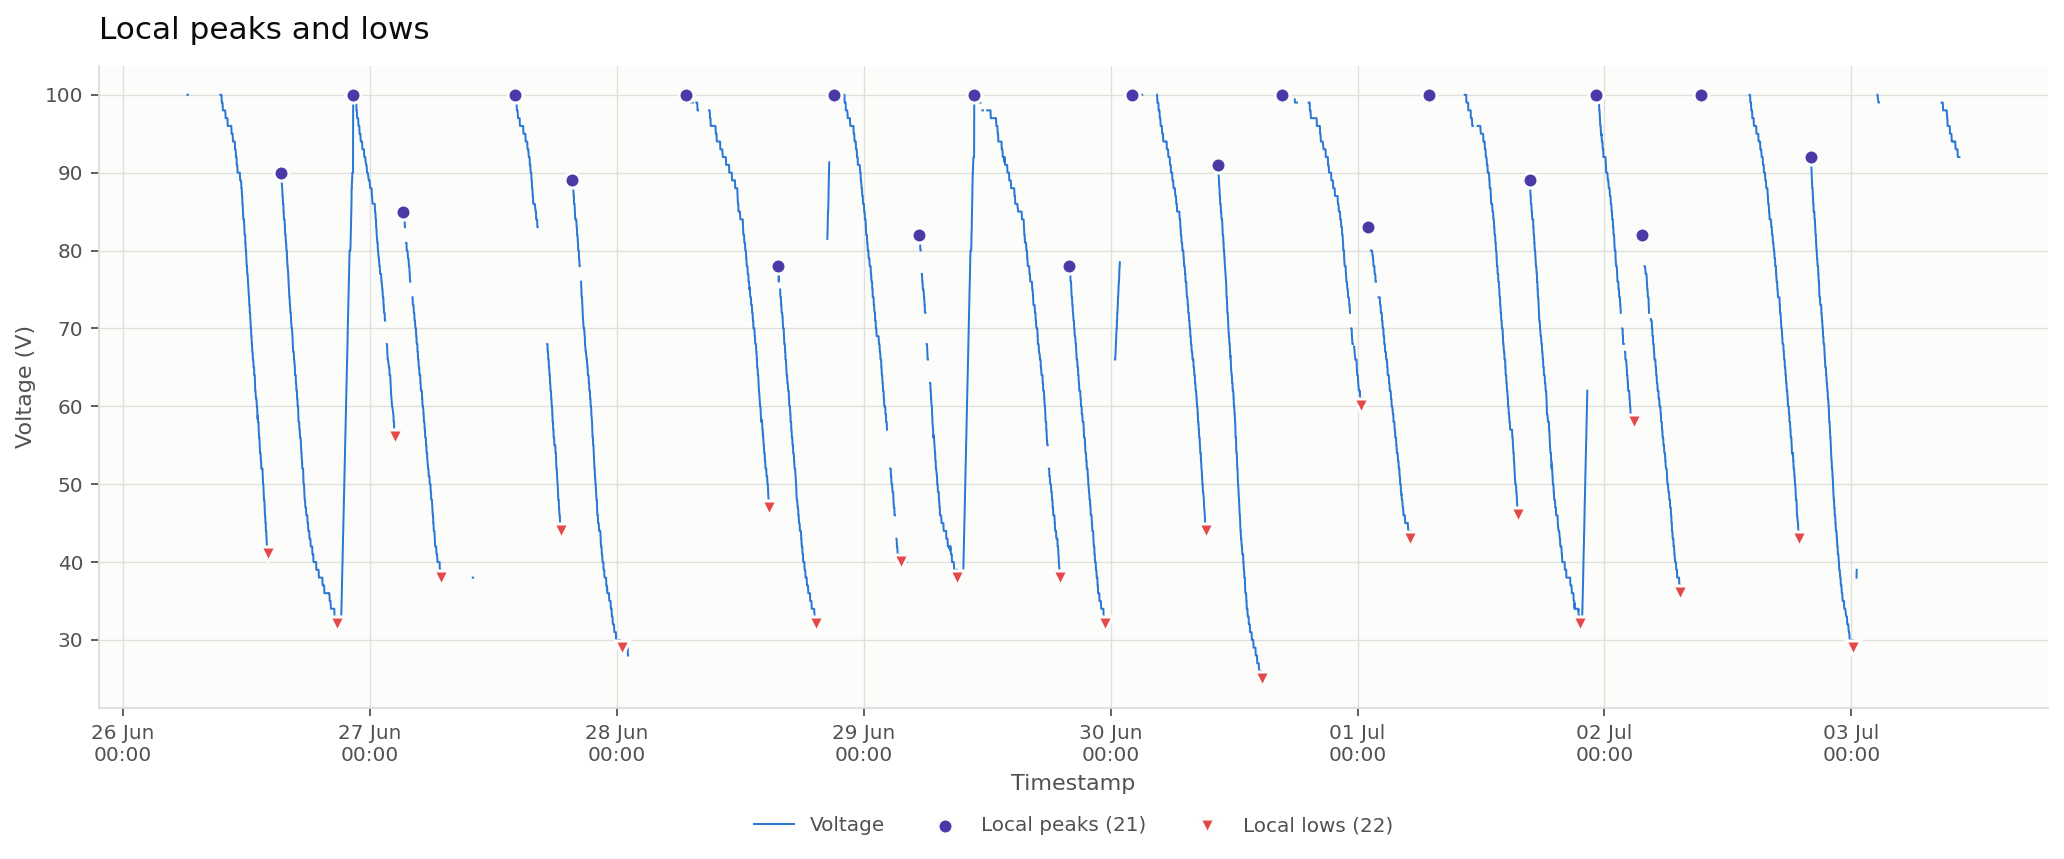 Local peaks and lows
Voltage (V)
100
90
80
70
60
50
40
30
26 Jun
00:00
27 Jun
00:00
28 Jun
00:00
29 Jun
00:00
30 Jun
00:00
01 Jul
00:00
02 Jul
00:00
03 Jul
00:00
Timestamp
Voltage
Local peaks (21)
Local lows (22)